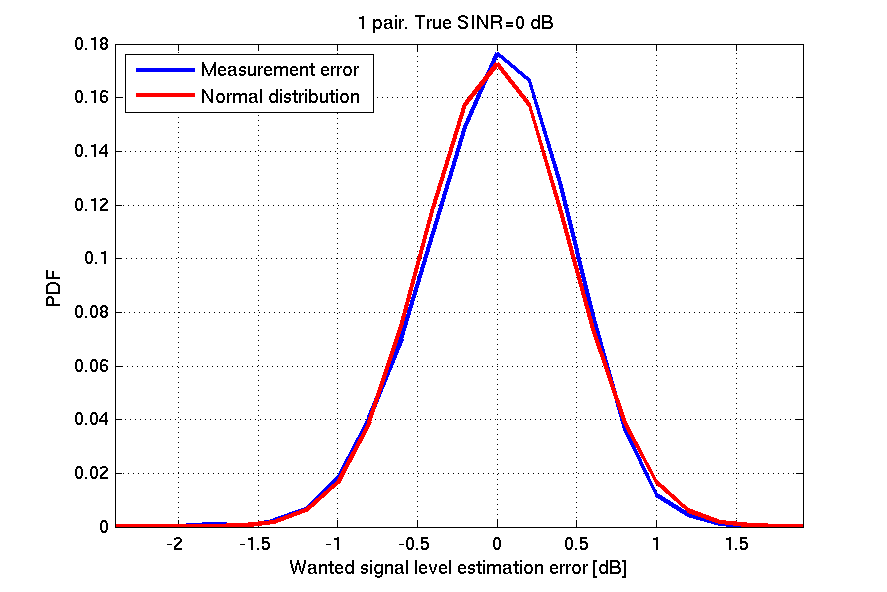 1 pair. True SINR=0 dB
Measurement error
Normal distribution
0.18
0.16
0.14
0.12
0.1
0.08
0.06
0.04
0.02
0
PDF
-2 -1.5 -1 -0.5 0 0.5 1 1.5
Wanted signal level estimation error [dB]